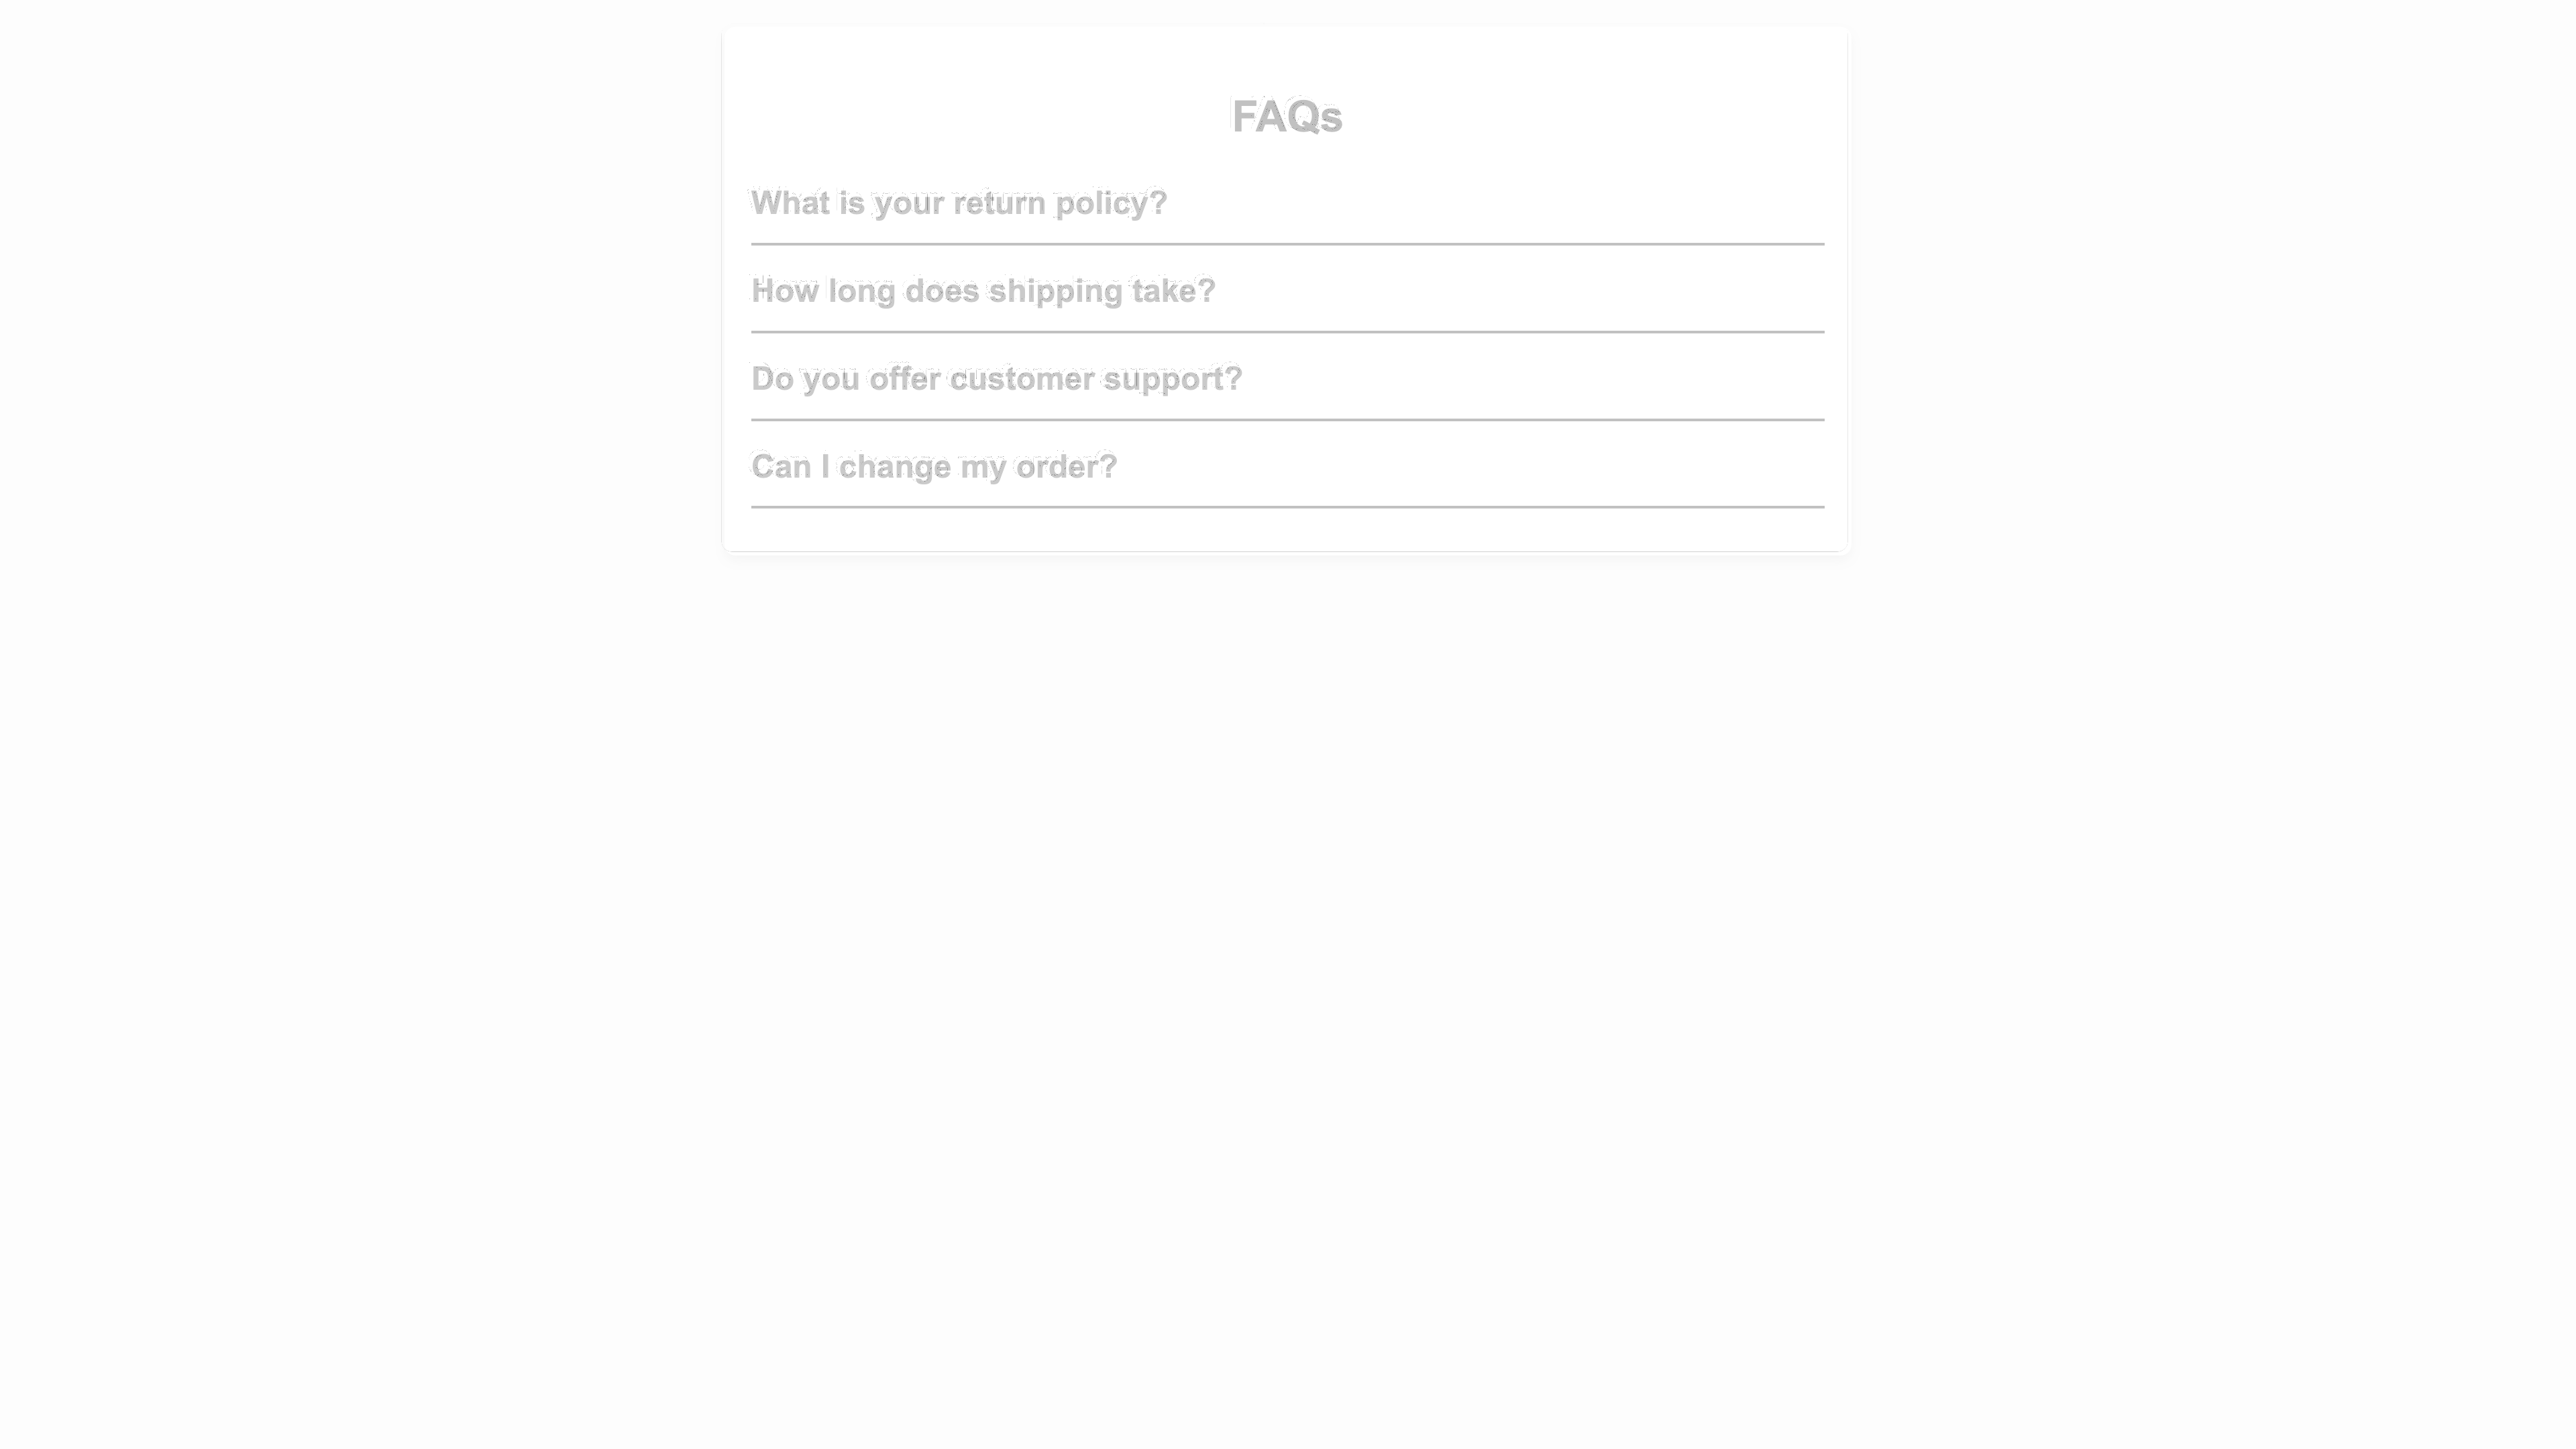 FAQs
What is your return policy?
How long does shipping take?
Do you offer customer support?
Can I change my order?